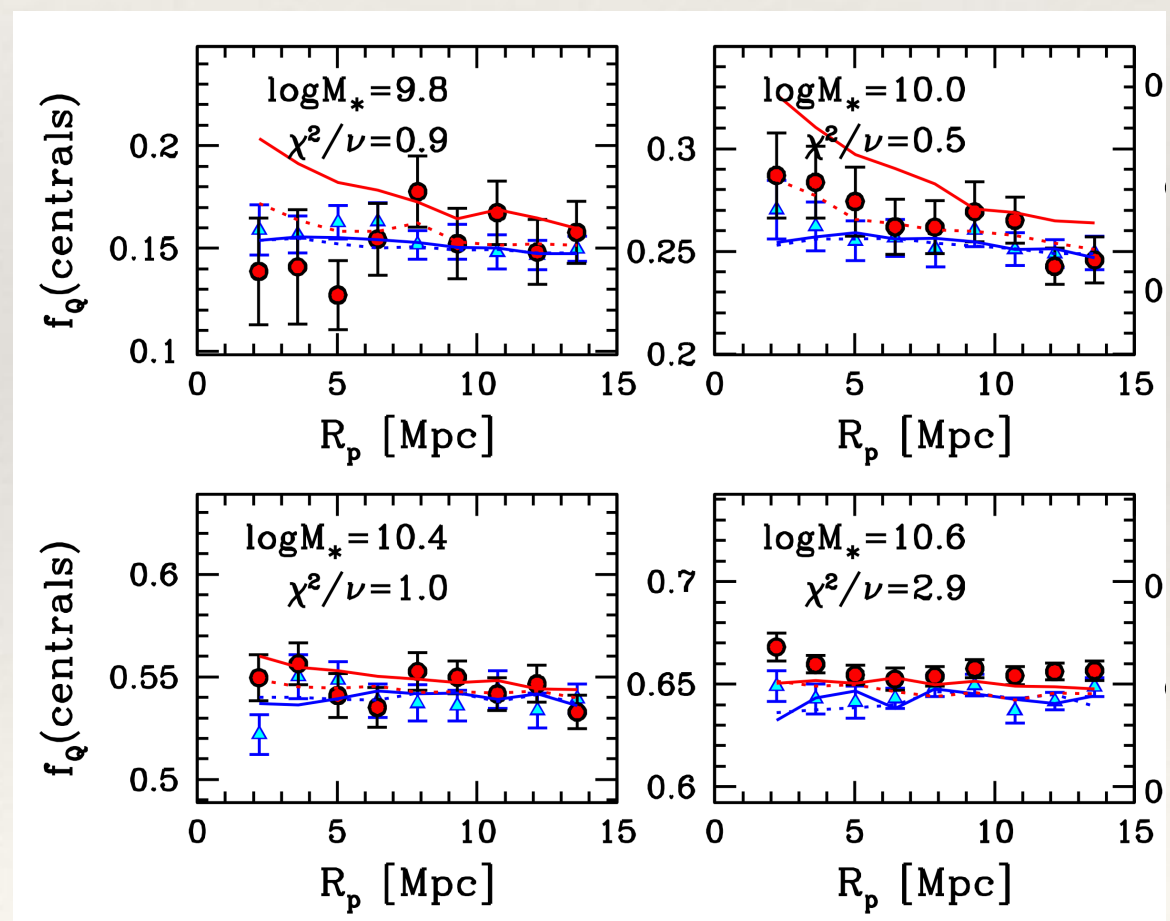 logM*=9.8
χ²/ν=0.9
f_Q(centrals)
0.2
0.15
0.1
0 5 10 15
R_p [Mpc]
logM*=10.0
χ²/ν=0.5
0.3
0.25
0.2
0 5 10 15
R_p [Mpc]
0
0
logM*=10.4
χ²/ν=1.0
f_Q(centrals)
0.6
0.55
0.5
0 5 10 15
R_p [Mpc]
logM*=10.6
χ²/ν=2.9
0.7
0.65
0.6
0 5 10 15
R_p [Mpc]
0
0